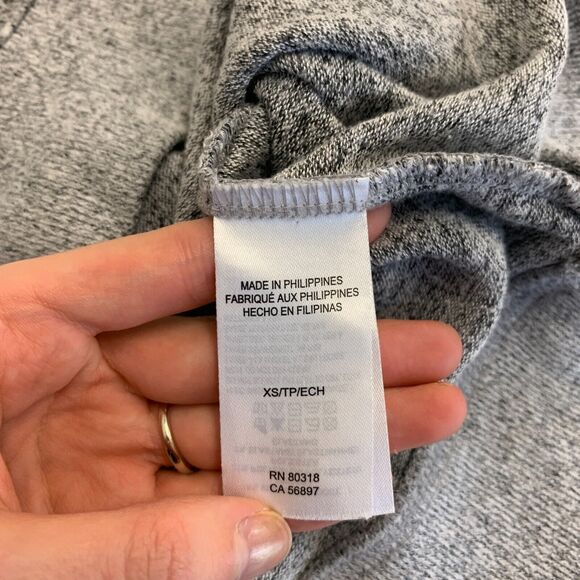 MADE IN PHILIPPINES
FABRIQUÉ AUX PHILIPPINES
HECHO EN FILIPINAS
XS/TP/ECH
RN 80318
CA 56897